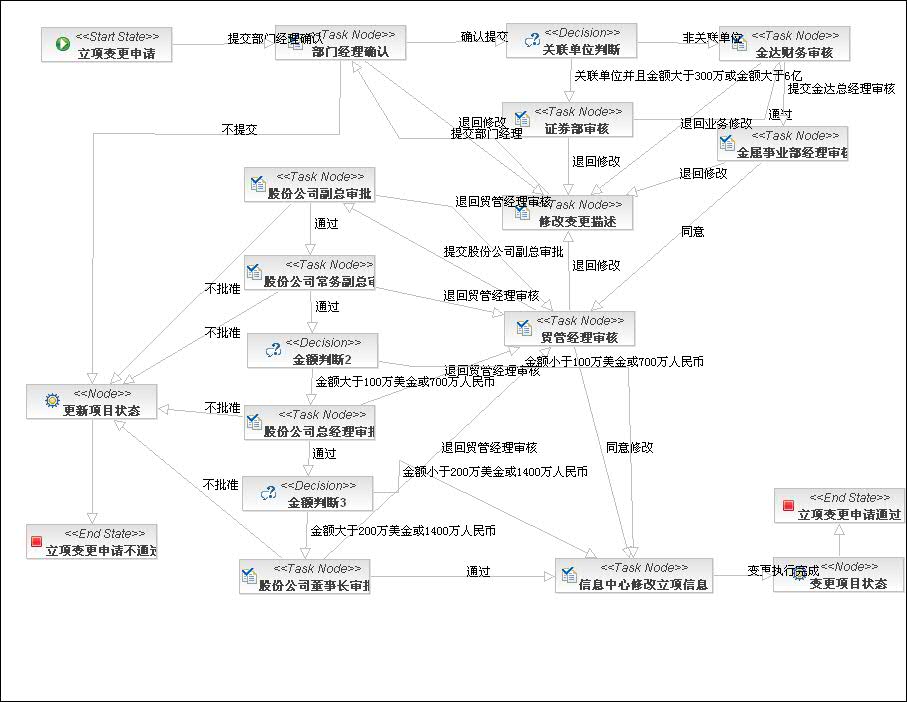 <<Start State>>
立项变更申请
提交部门经理确认
<<Task Node>>
部门经理确认
确认提交
<<Decision>>
关联单位判断
非关联单位
<<Task Node>>
金达财务审核
关联单位并且金额大于300万或金额大于6亿
提交金达总经理审核
不提交
退回修改
提交部门经理
<<Task Node>>
证券部审核
退回业务修改
通过
<<Task Node>>
金属事业部经理审核
退回修改
退回修改
<<Task Node>>
股份公司副总审批
退回贸管经理审核
<<Task Node>>
修改变更描述
通过
同意
提交股份公司副总审批
退回修改
<<Task Node>>
股份公司常务副总审
不批准
退回贸管经理审核
通过
<<Task Node>>
贸管经理审核
不批准
<<Decision>>
金额判断2
金额小于100万美金或700万人民币
退回贸管经理审核
金额大于100万美金或700万人民币
<<Node>>
更新项目状态
不批准
<<Task Node>>
股份公司总经理审批
通过
退回贸管经理审核
同意修改
金额小于200万美金或1400万人民币
不批准
<<Decision>>
金额判断3
<<End State>>
立项变更申请通过
金额大于200万美金或1400万人民币
<<End State>>
立项变更申请不通过
<<Task Node>>
股份公司董事长审批
通过
<<Task Node>>
信息中心修改立项信息
变更执行完成
<<Node>>
变更项目状态